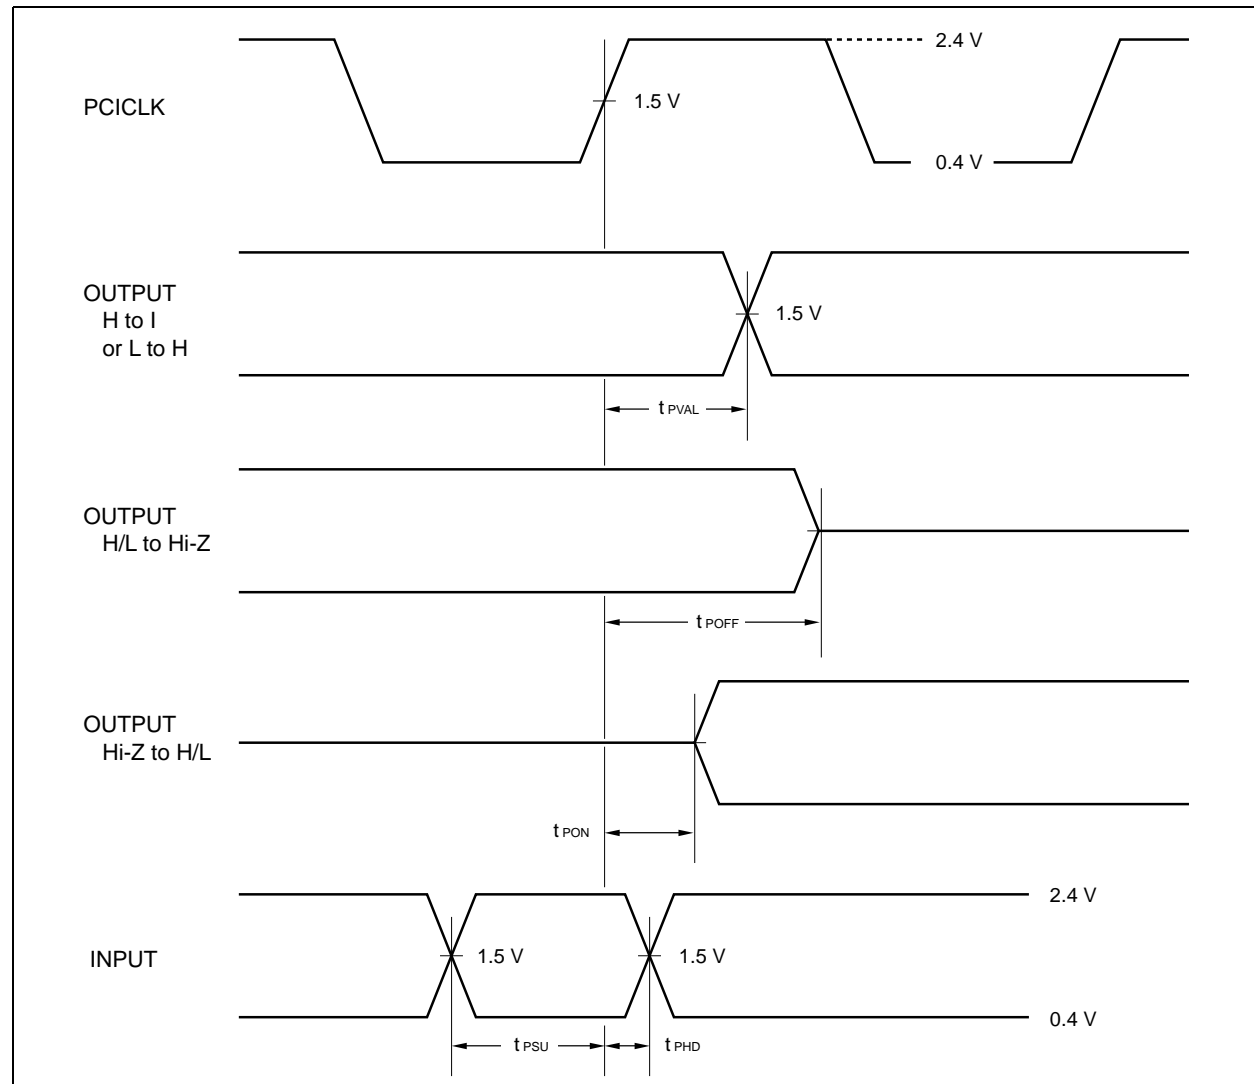 2.4 V
PCICLK
1.5 V
0.4 V
OUTPUT
H to I
or L to H
1.5 V
t PVAL
OUTPUT
H/L to Hi-Z
t POFF
OUTPUT
Hi-Z to H/L
t PON
2.4 V
INPUT
1.5 V
1.5 V
0.4 V
t PSU
t PHD